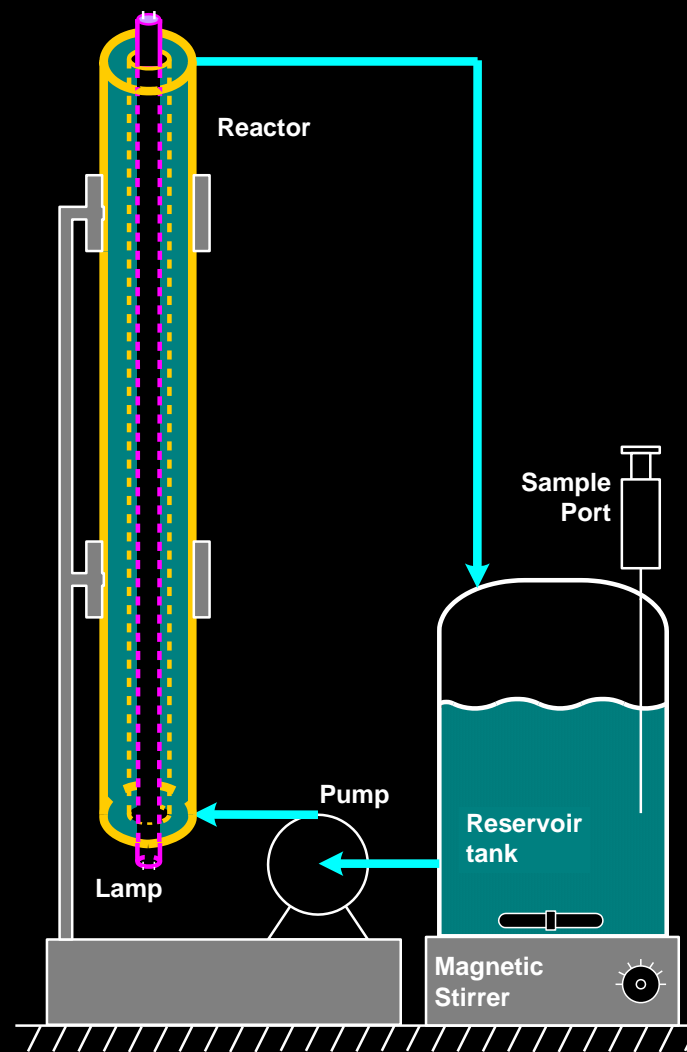 Reactor
Sample
Port
Pump
Reservoir
tank
Lamp
Magnetic
Stirrer